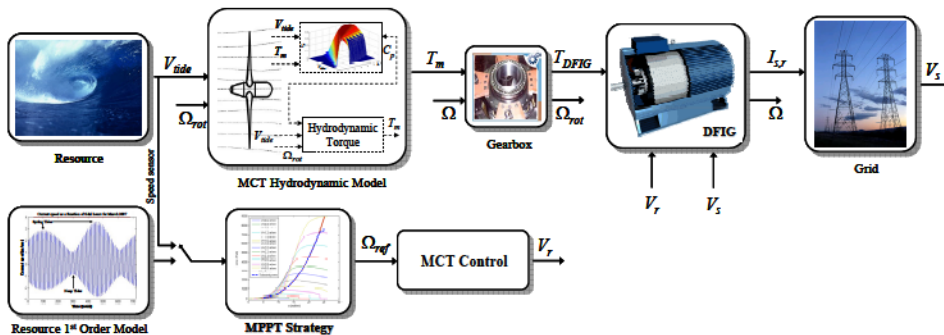 V_tide
Ω_rot
Resource
Speed sensor
V_tide
T_m
C_p
Hydrodynamic
Torque
V_tide
Ω_rot
T_m
MCT Hydrodynamic Model
T_m
Ω
Gearbox
T_DFIG
Ω_rot
DFIG
V_r
V_s
I_s,r
Ω
Grid
V_s
Resource 1st Order Model
MPPT Strategy
Ω_ref
MCT Control
V_r